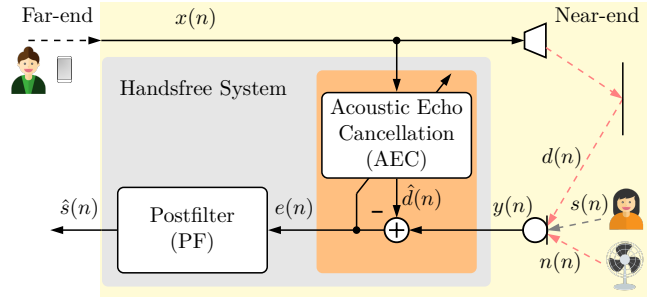 Far-end
x(n)
Near-end
Handsfree System
Acoustic Echo
Cancellation
(AEC)
d(n)
ŝ(n)
Postfilter
(PF)
e(n)
d̂(n)
−
+
y(n)
s(n)
n(n)